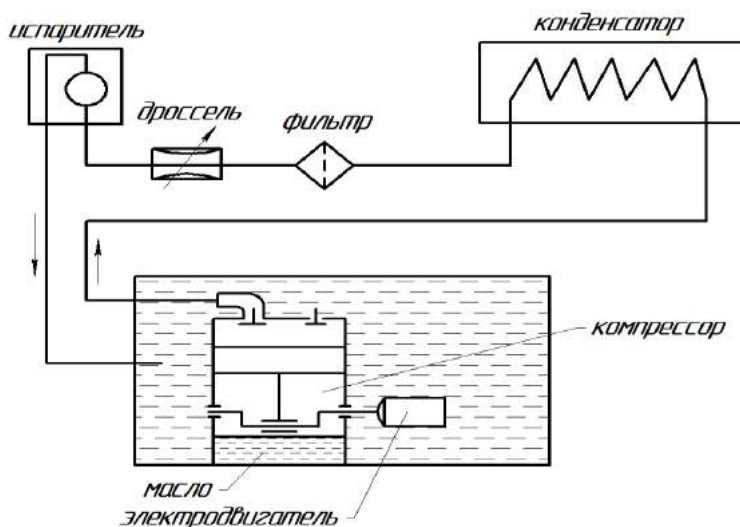 испаритель
конденсатор
дроссель
фильтр
компрессор
масло
электродвигатель